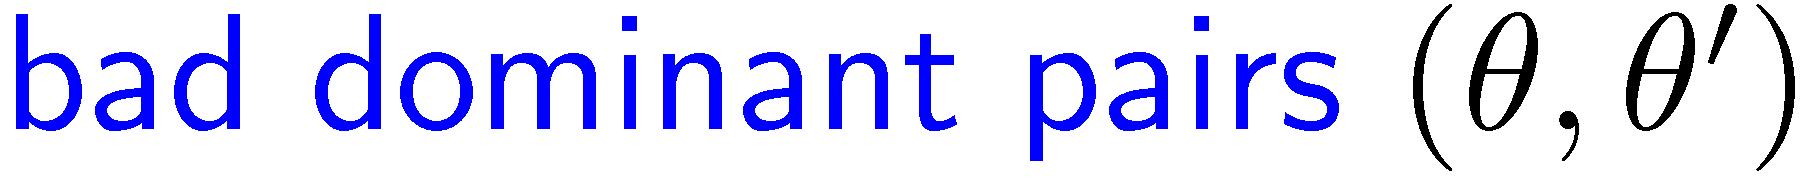 bad dominant pairs (θ, θ′)